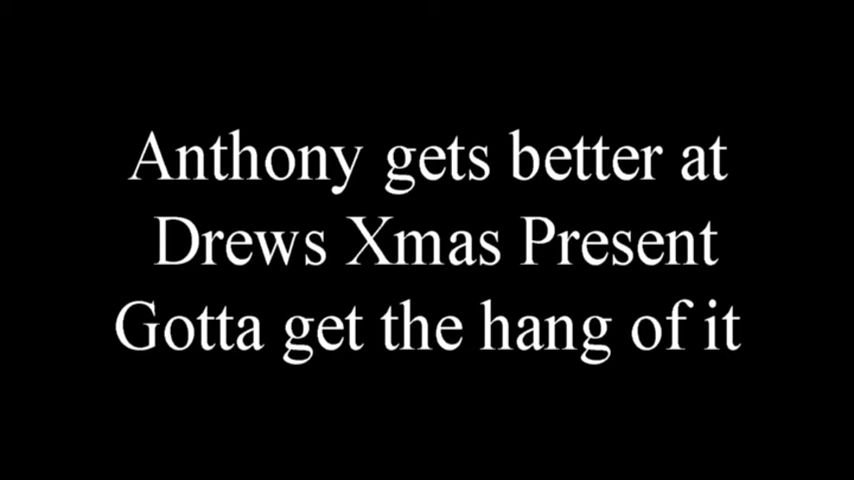 Anthony gets better at
Drews Xmas Present
Gotta get the hang of it